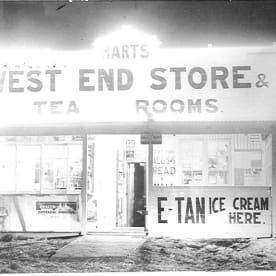 HARTS
WEST END STORE &
TEA ROOMS.
E-TAN ICE CREAM
HERE.